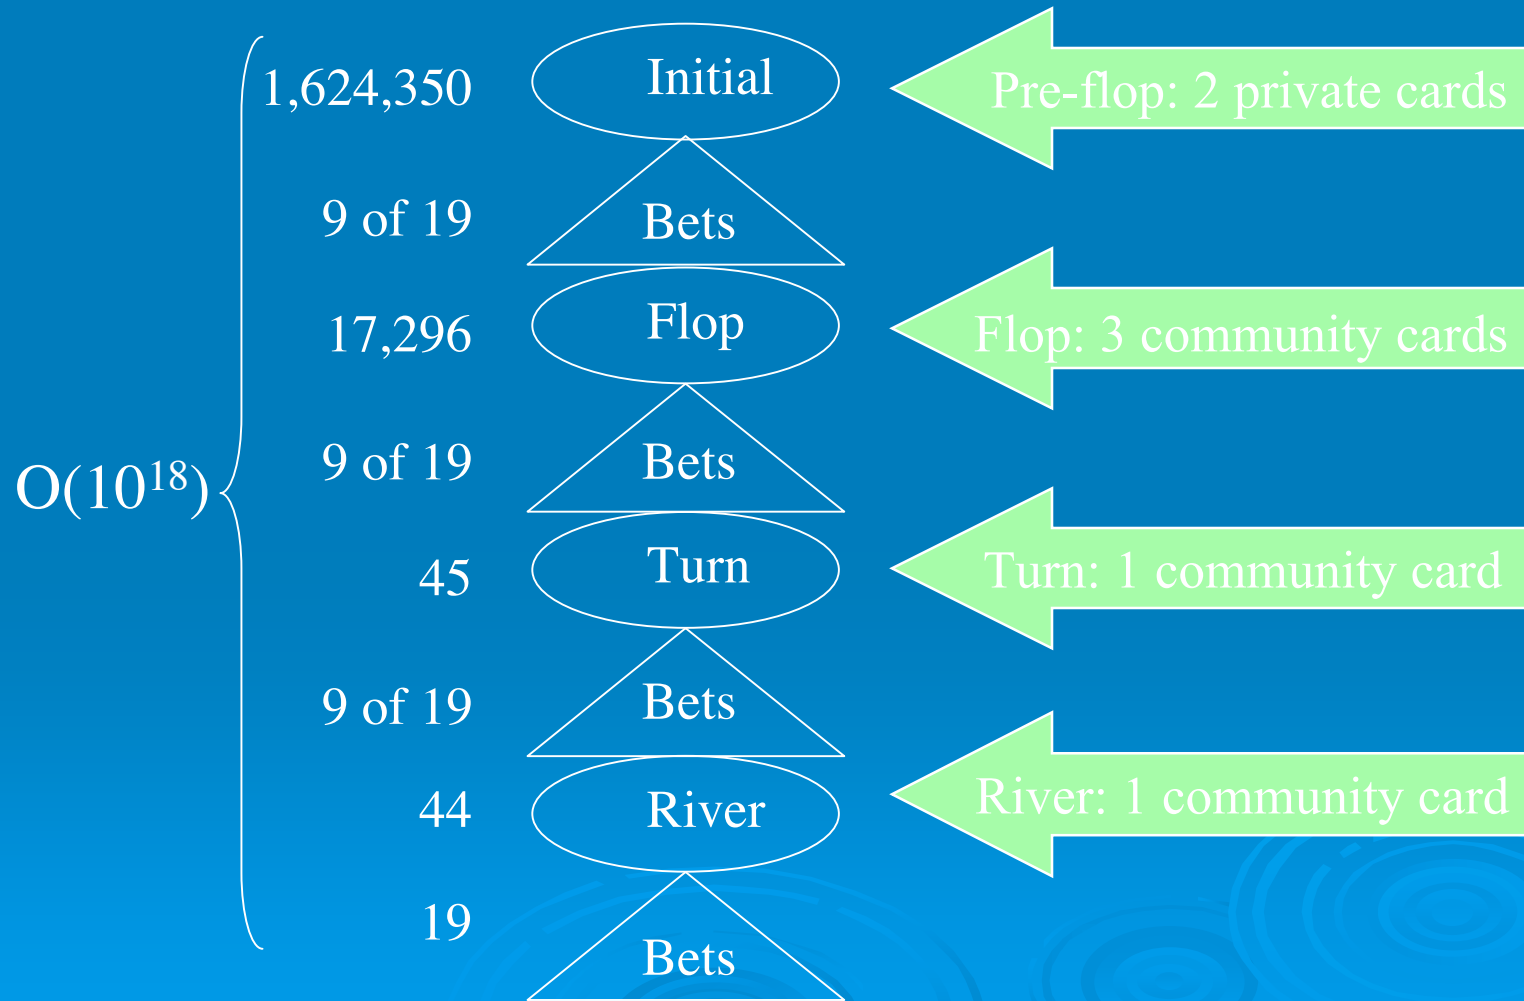 1,624,350 Initial Pre-flop: 2 private cards
9 of 19 Bets
17,296 Flop Flop: 3 community cards
9 of 19 Bets
O(10¹⁸)
45 Turn Turn: 1 community card
9 of 19 Bets
44 River River: 1 community card
19 Bets